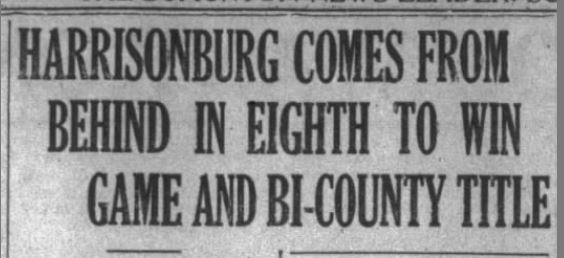 HARRISONBURG COMES FROM
BEHIND IN EIGHTH TO WIN
GAME AND BI-COUNTY TITLE